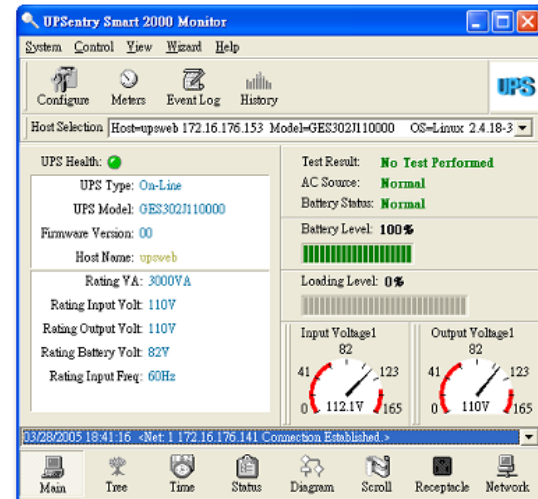 UPSentry Smart 2000 Monitor
System Control View Wizard Help
Configure Meters Event Log History
UPS
Host Selection Host=upsweb 172.16.176.153 Model=GES302J110000 OS=Linux 2.4.18-3
UPS Health:
UPS Type: On-Line
UPS Model: GES302J110000
Firmware Version: 00
Host Name: upsweb
Rating VA: 3000VA
Rating Input Volt: 110V
Rating Output Volt: 110V
Rating Battery Volt: 82V
Rating Input Freq: 60Hz
Test Result: No Test Performed
AC Source: Normal
Battery Status: Normal
Battery Level: 100%
Loading Level: 0%
Input Voltage1
82
41 123
0 112.1V 165
Output Voltage1
82
41 123
0 110V 165
03/28/2005 18:41:16 <Net: 1 172.16.176.141 Connection Established.>
Main Tree Time Status Diagram Scroll Receptacle Network